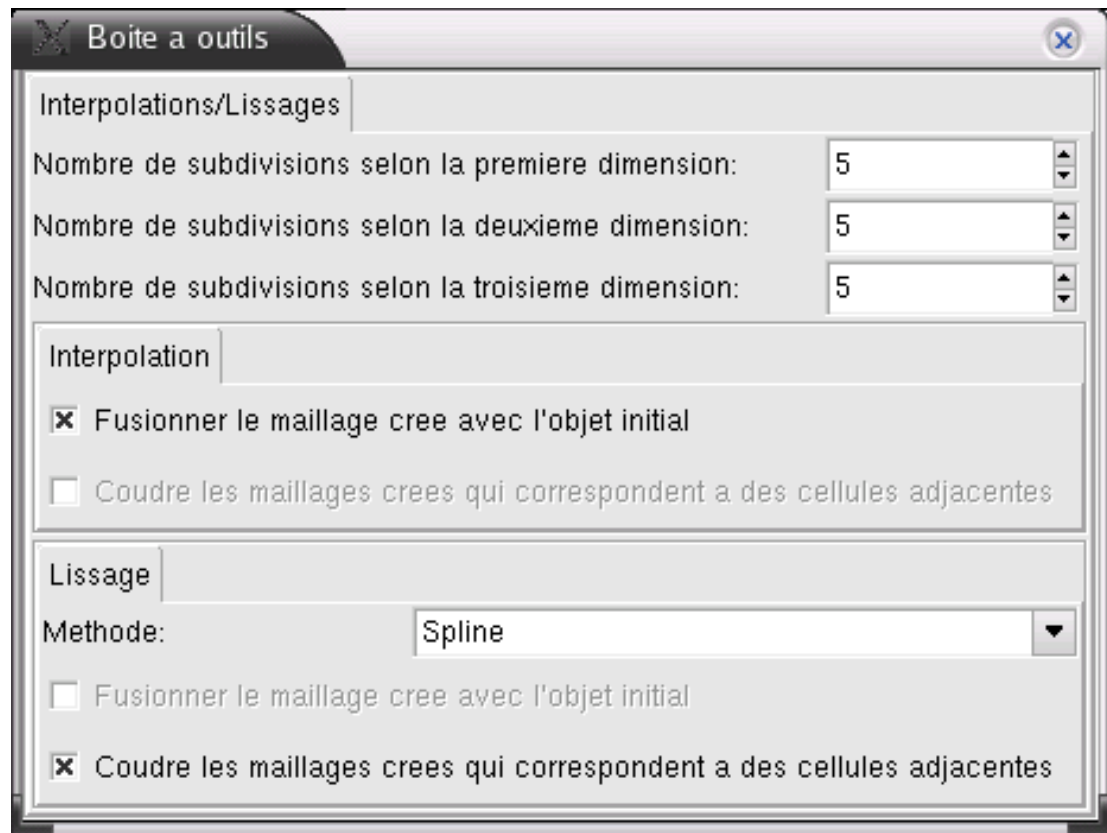 Boite a outils
Interpolations/Lissages
Nombre de subdivisions selon la premiere dimension: 5
Nombre de subdivisions selon la deuxieme dimension: 5
Nombre de subdivisions selon la troisieme dimension: 5
Interpolation
Fusionner le maillage cree avec l'objet initial
Coudre les maillages crees qui correspondent a des cellules adjacentes
Lissage
Methode: Spline
Fusionner le maillage cree avec l'objet initial
Coudre les maillages crees qui correspondent a des cellules adjacentes